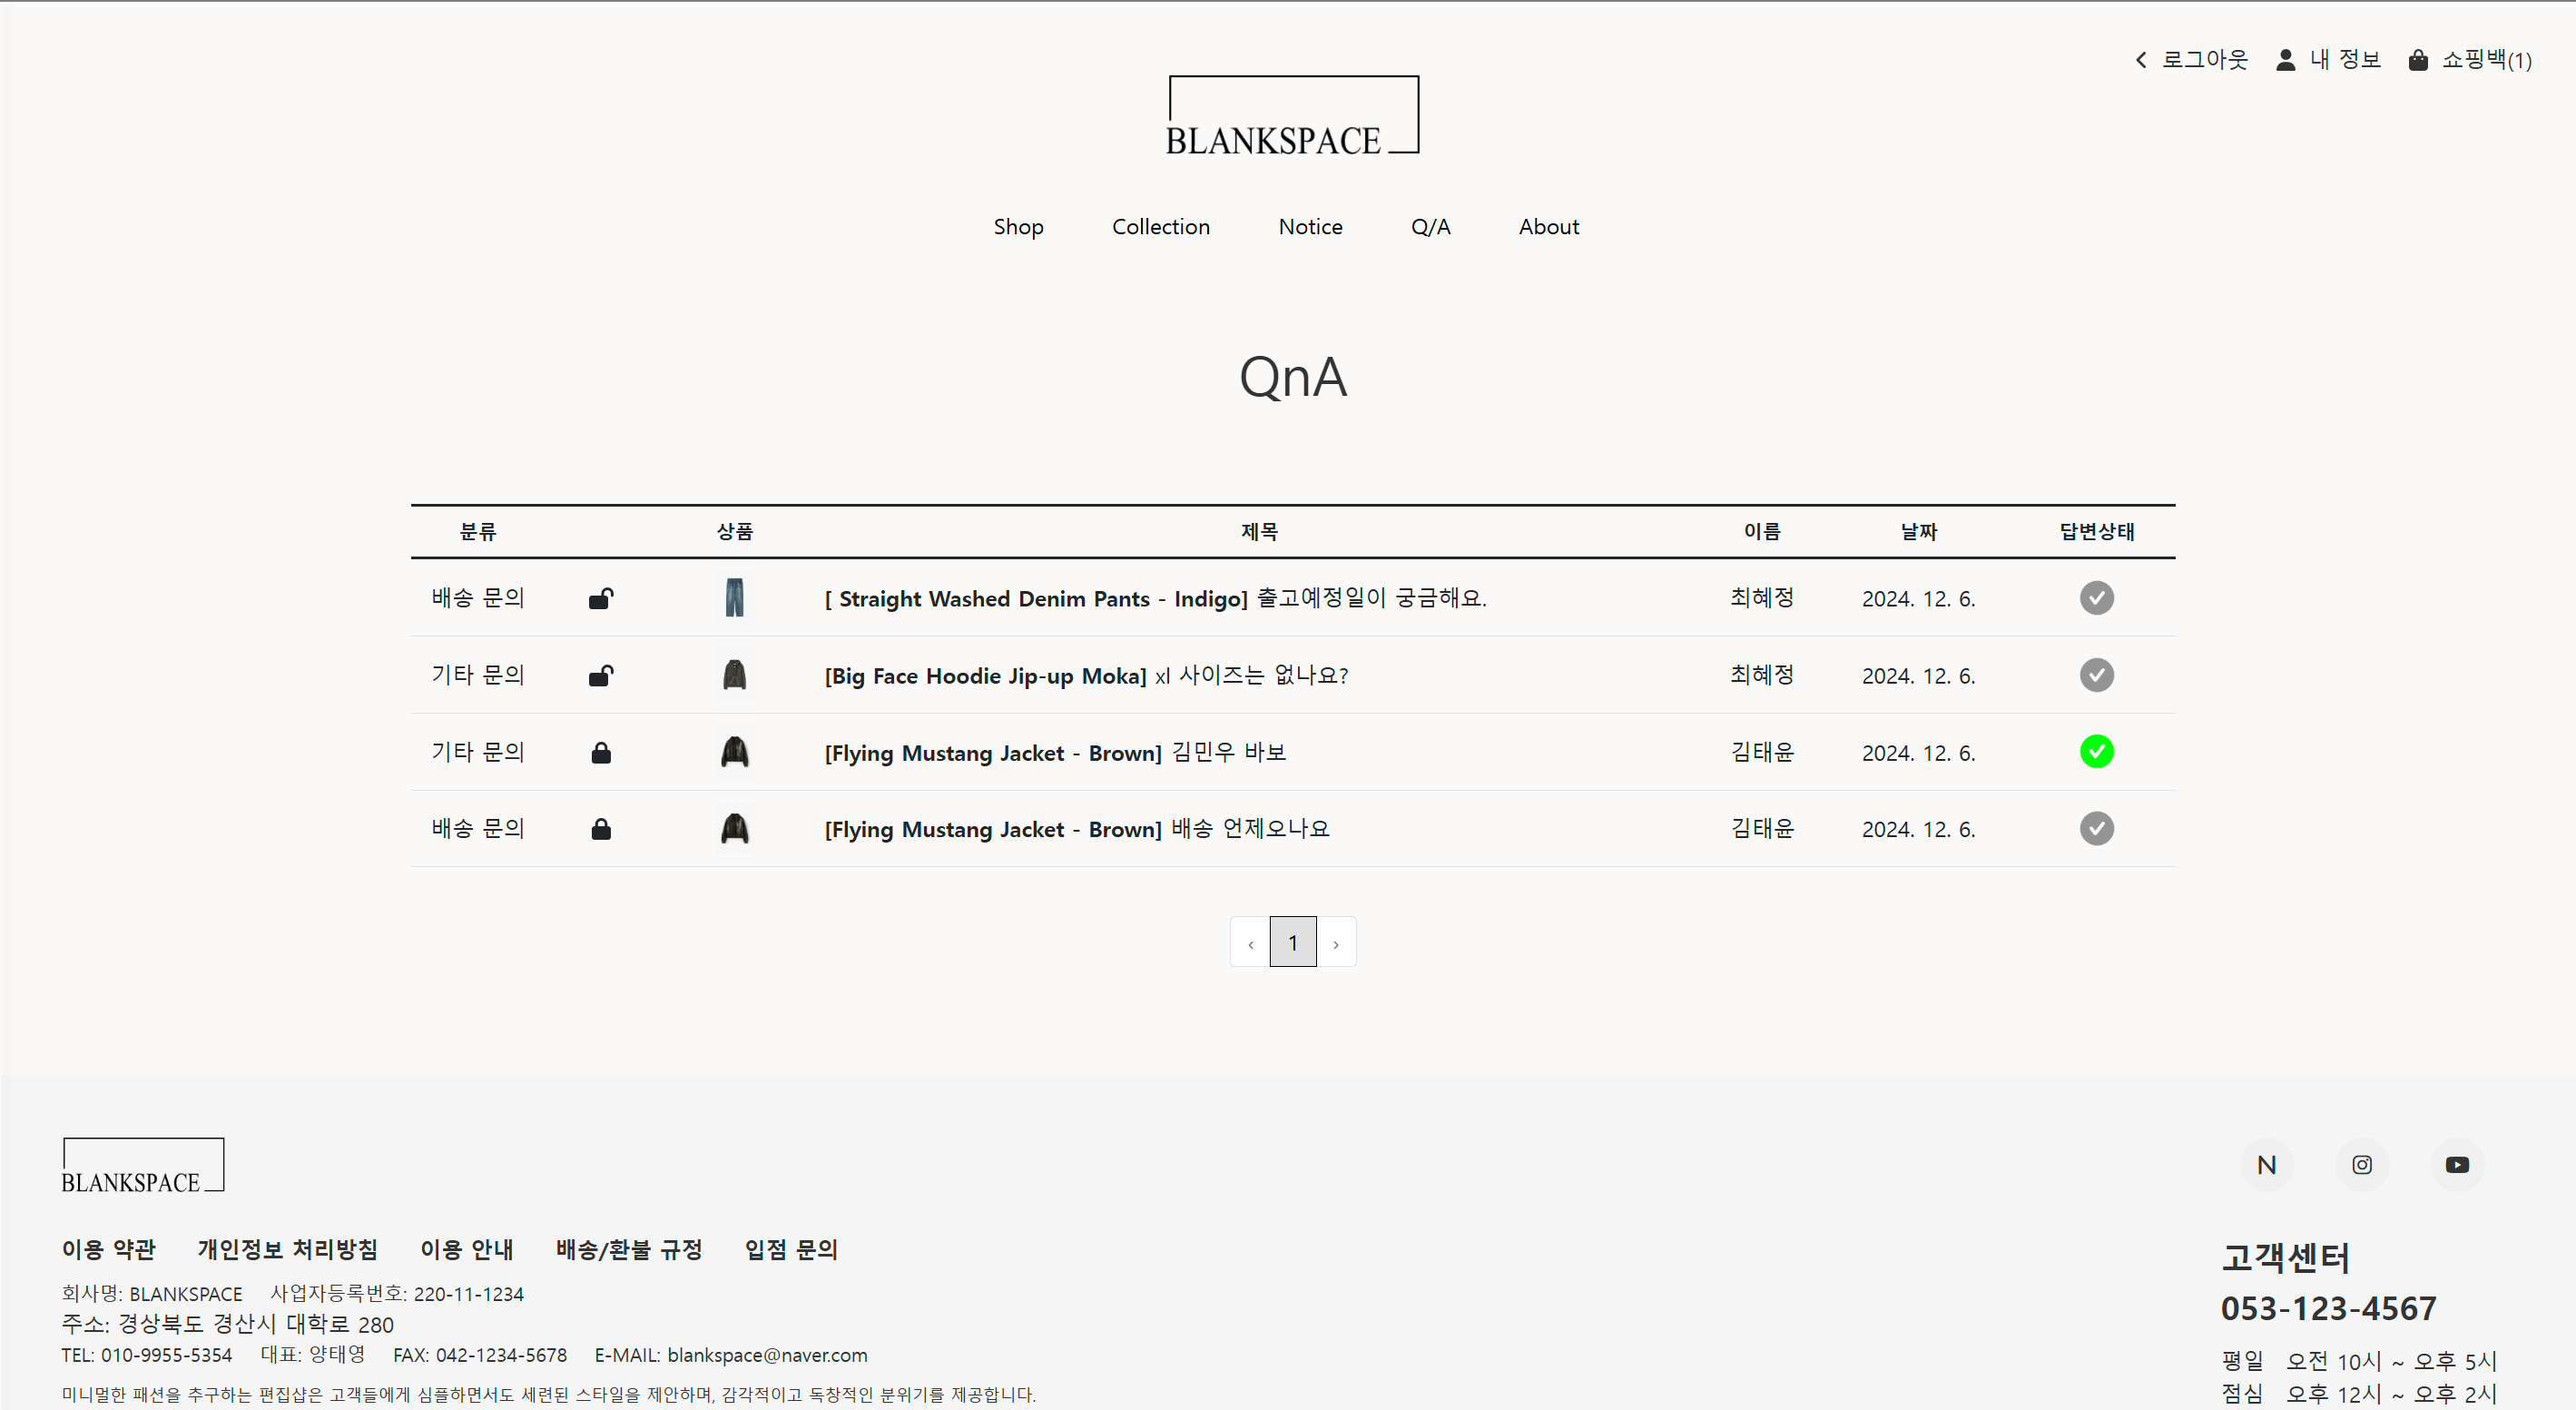 로그아웃 내 정보 쇼핑백(1)
BLANKSPACE
Shop Collection Notice Q/A About
QnA
분류 상품 제목 이름 날짜 답변상태
배송 문의 [ Straight Washed Denim Pants - Indigo] 출고예정일이 궁금해요. 최혜정 2024. 12. 6.
기타 문의 [Big Face Hoodie Jip-up Moka] xl 사이즈는 없나요? 최혜정 2024. 12. 6.
기타 문의 [Flying Mustang Jacket - Brown] 김민우 바보 김태윤 2024. 12. 6.
배송 문의 [Flying Mustang Jacket - Brown] 배송 언제오나요 김태윤 2024. 12. 6.
‹ 1 ›
BLANKSPACE
N
이용 약관 개인정보 처리방침 이용 안내 배송/환불 규정 입점 문의
회사명: BLANKSPACE 사업자등록번호: 220-11-1234
주소: 경상북도 경산시 대학로 280
TEL: 010-9955-5354 대표: 양태영 FAX: 042-1234-5678 E-MAIL: blankspace@naver.com
미니멀한 패션을 추구하는 편집샵은 고객들에게 심플하면서도 세련된 스타일을 제안하며, 감각적이고 독창적인 분위기를 제공합니다.
고객센터
053-123-4567
평일 오전 10시 ~ 오후 5시
점심 오후 12시 ~ 오후 2시